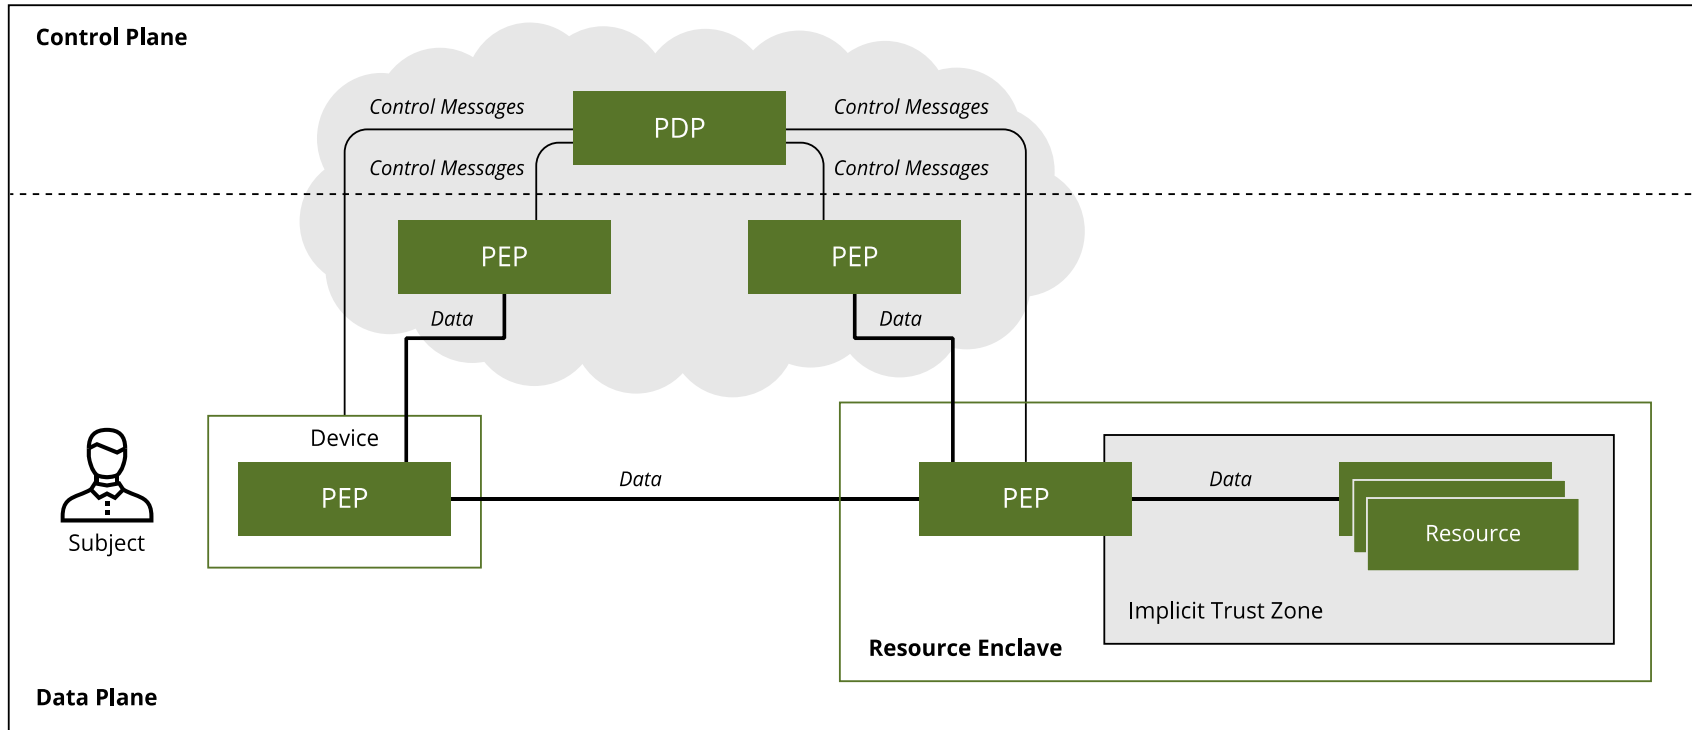 Control Plane
Control Messages
Control Messages
PDP
Control Messages
Control Messages
PEP
PEP
Data
Data
Device
PEP
Data
PEP
Data
Resource
Subject
Implicit Trust Zone
Resource Enclave
Data Plane